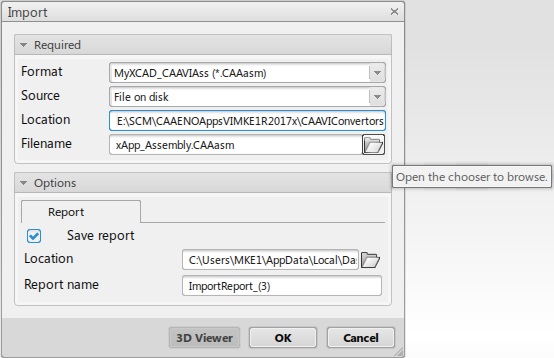 Import
Required
Format MyXCAD_CAAVIAss (*.CAAasm)
Source File on disk
Location E:\SCM\CAAENOAppsVIMKE1R2017x\CAAVIConvertors
Filename xApp_Assembly.CAAasm
Open the chooser to browse.
Options
Report
Save report
Location C:\Users\MKE1\AppData\Local\Das
Report name ImportReport_(3)
3D Viewer OK Cancel